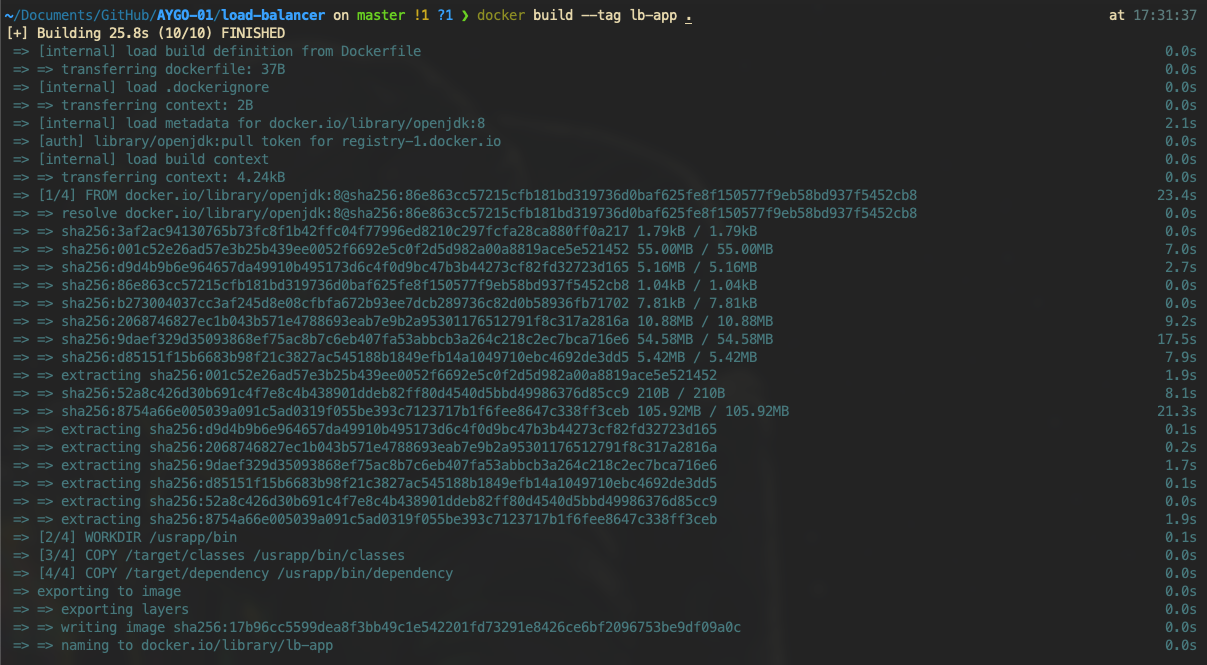 ~/Documents/GitHub/AYGO-01/load-balancer on master !1 ?1 ❯ docker build --tag lb-app . at 17:31:37
[+] Building 25.8s (10/10) FINISHED
=> [internal] load build definition from Dockerfile 0.0s
=> => transferring dockerfile: 37B 0.0s
=> [internal] load .dockerignore 0.0s
=> => transferring context: 2B 0.0s
=> [internal] load metadata for docker.io/library/openjdk:8 2.1s
=> [auth] library/openjdk:pull token for registry-1.docker.io 0.0s
=> [internal] load build context 0.0s
=> => transferring context: 4.24kB 0.0s
=> [1/4] FROM docker.io/library/openjdk:8@sha256:86e863cc57215cfb181bd319736d0baf625fe8f150577f9eb58bd937f5452cb8 23.4s
=> => resolve docker.io/library/openjdk:8@sha256:86e863cc57215cfb181bd319736d0baf625fe8f150577f9eb58bd937f5452cb8 0.0s
=> => sha256:3af2ac94130765b73fc8f1b42ffc04f77996ed8210c297fcfa28ca880ff0a217 1.79kB / 1.79kB 0.0s
=> => sha256:001c52e26ad57e3b25b439ee0052f6692e5c0f2d5d982a00a8819ace5e521452 55.00MB / 55.00MB 7.0s
=> => sha256:d9d4b9b6e964657da49910b495173d6c4f0d9bc47b3b44273cf82fd32723d165 5.16MB / 5.16MB 2.7s
=> => sha256:86e863cc57215cfb181bd319736d0baf625fe8f150577f9eb58bd937f5452cb8 1.04kB / 1.04kB 0.0s
=> => sha256:b273004037cc3af245d8e08cfbfa672b93ee7dcb289736c82d0b58936fb71702 7.81kB / 7.81kB 0.0s
=> => sha256:2068746827ec1b043b571e4788693eab7e9b2a95301176512791f8c317a2816a 10.88MB / 10.88MB 9.2s
=> => sha256:9daef329d35093868ef75ac8b7c6eb407fa53abbcb3a264c218c2ec7bca716e6 54.58MB / 54.58MB 17.5s
=> => sha256:d85151f15b6683b98f21c3827ac545188b1849efb14a1049710ebc4692de3dd5 5.42MB / 5.42MB 7.9s
=> => extracting sha256:001c52e26ad57e3b25b439ee0052f6692e5c0f2d5d982a00a8819ace5e521452 1.9s
=> => sha256:52a8c426d30b691c4f7e8c4b438901ddeb82ff80d4540d5bbd49986376d85cc9 210B / 210B 8.1s
=> => sha256:8754a66e005039a091c5ad0319f055be393c7123717b1f6fee8647c338ff3ceb 105.92MB / 105.92MB 21.3s
=> => extracting sha256:d9d4b9b6e964657da49910b495173d6c4f0d9bc47b3b44273cf82fd32723d165 0.1s
=> => extracting sha256:2068746827ec1b043b571e4788693eab7e9b2a95301176512791f8c317a2816a 0.2s
=> => extracting sha256:9daef329d35093868ef75ac8b7c6eb407fa53abbcb3a264c218c2ec7bca716e6 1.7s
=> => extracting sha256:d85151f15b6683b98f21c3827ac545188b1849efb14a1049710ebc4692de3dd5 0.1s
=> => extracting sha256:52a8c426d30b691c4f7e8c4b438901ddeb82ff80d4540d5bbd49986376d85cc9 0.0s
=> => extracting sha256:8754a66e005039a091c5ad0319f055be393c7123717b1f6fee8647c338ff3ceb 1.9s
=> [2/4] WORKDIR /usrapp/bin 0.1s
=> [3/4] COPY /target/classes /usrapp/bin/classes 0.0s
=> [4/4] COPY /target/dependency /usrapp/bin/dependency 0.0s
=> exporting to image 0.0s
=> => exporting layers 0.0s
=> => writing image sha256:17b96cc5599dea8f3bb49c1e542201fd73291e8426ce6bf2096753be9df09a0c 0.0s
=> => naming to docker.io/library/lb-app 0.0s